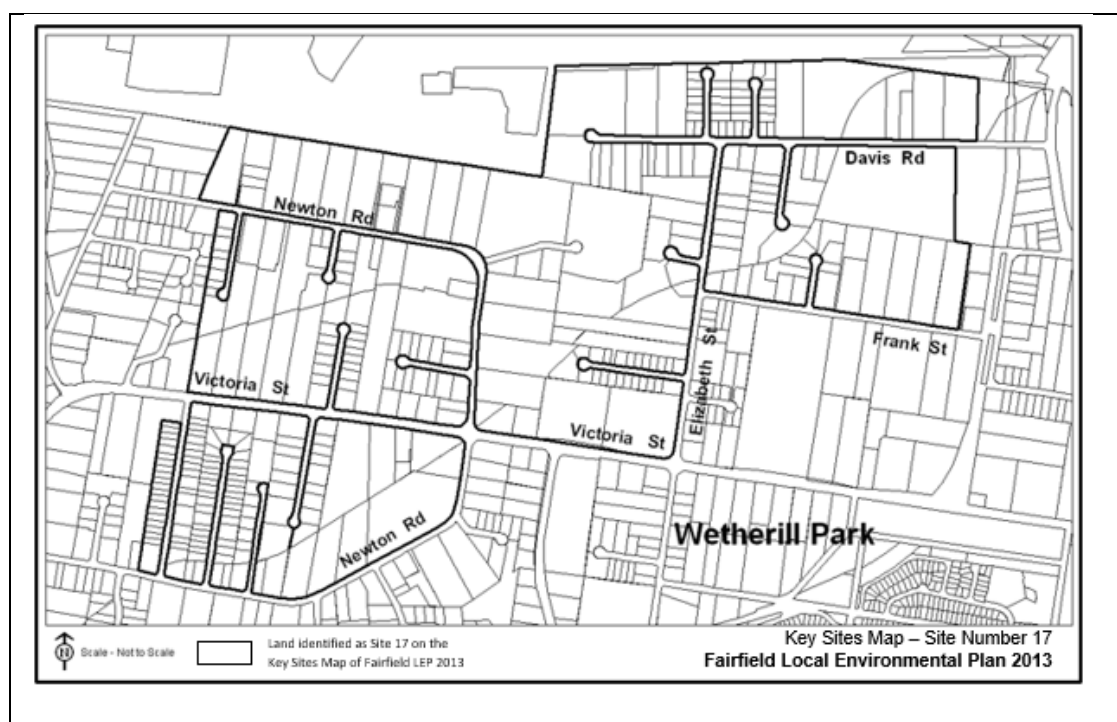 Davis Rd
Newton Rd
Frank St
Elizabeth St
Victoria St
Victoria St
Newton Rd
Wetherill Park
N
Scale - Not to Scale
Land identified as Site 17 on the
Key Sites Map of Fairfield LEP 2013
Key Sites Map – Site Number 17
Fairfield Local Environmental Plan 2013